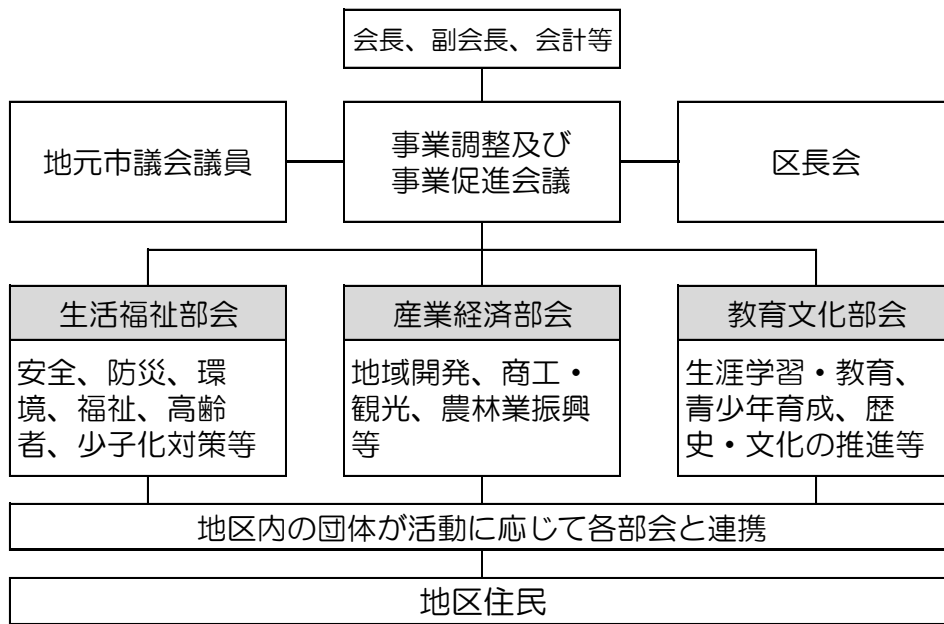 会長、副会長、会計等
地元市議会議員
事業調整及び
事業促進会議
区長会
生活福祉部会
産業経済部会
教育文化部会
安全、防災、環
境、福祉、高齢
者、少子化対策等
地域開発、商工・
観光、農林業振興
等
生涯学習・教育、
青少年育成、歴
史・文化の推進等
地区内の団体が活動に応じて各部会と連携
地区住民